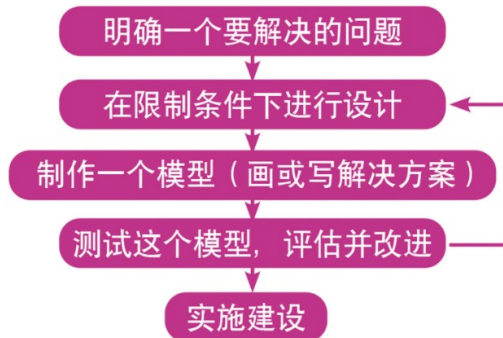 明确一个要解决的问题
在限制条件下进行设计
制作一个模型（画或写解决方案）
测试这个模型，评估并改进
实施建设